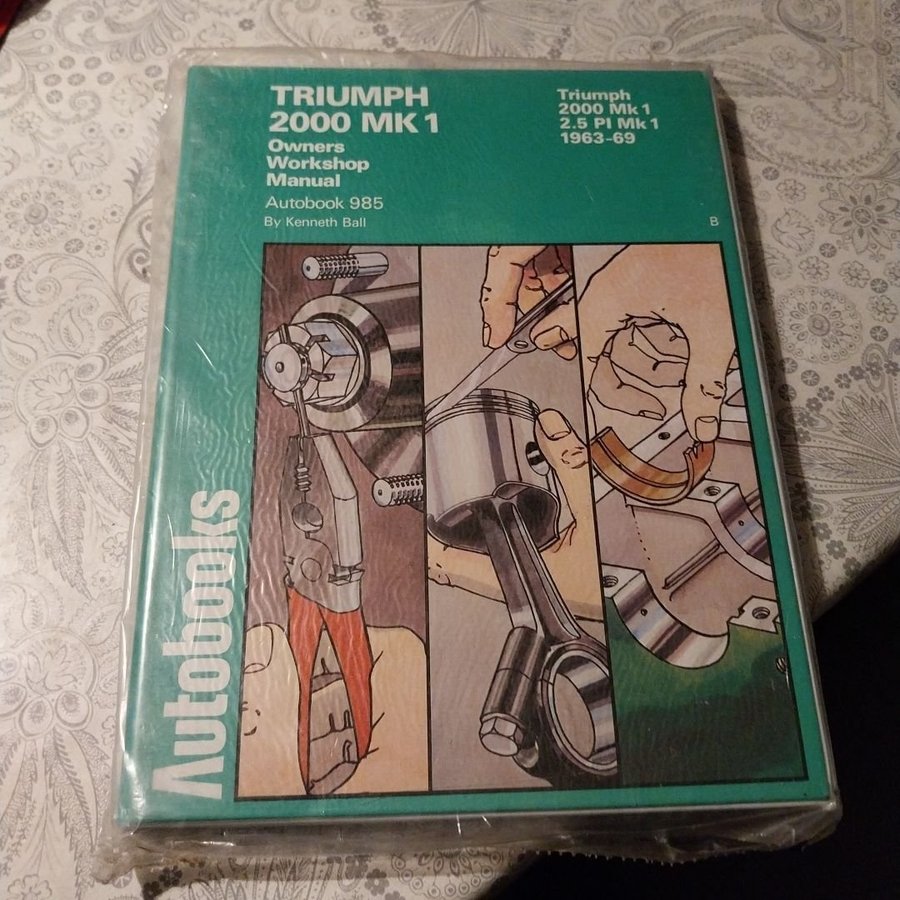 TRIUMPH
2000 MK 1
Owners
Workshop
Manual
Autobook 985
By Kenneth Ball
Triumph
2000 Mk 1
2.5 PI Mk 1
1963-69
B
Autobooks